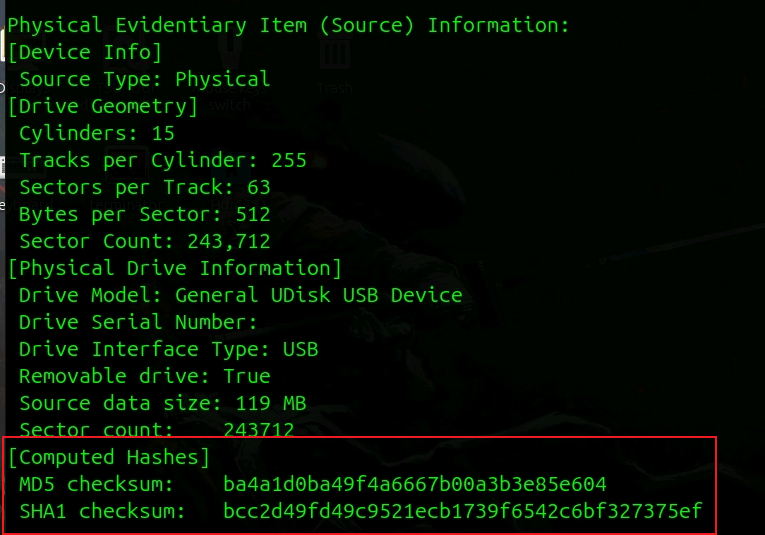 Physical Evidentiary Item (Source) Information:
[Device Info]
Source Type: Physical
[Drive Geometry]
Cylinders: 15
Tracks per Cylinder: 255
Sectors per Track: 63
Bytes per Sector: 512
Sector Count: 243,712
[Physical Drive Information]
Drive Model: General UDisk USB Device
Drive Serial Number:
Drive Interface Type: USB
Removable drive: True
Source data size: 119 MB
Sector count: 243712
[Computed Hashes]
MD5 checksum: ba4a1d0ba49f4a6667b00a3b3e85e604
SHA1 checksum: bcc2d49fd49c9521ecb1739f6542c6bf327375ef
Trash
switch